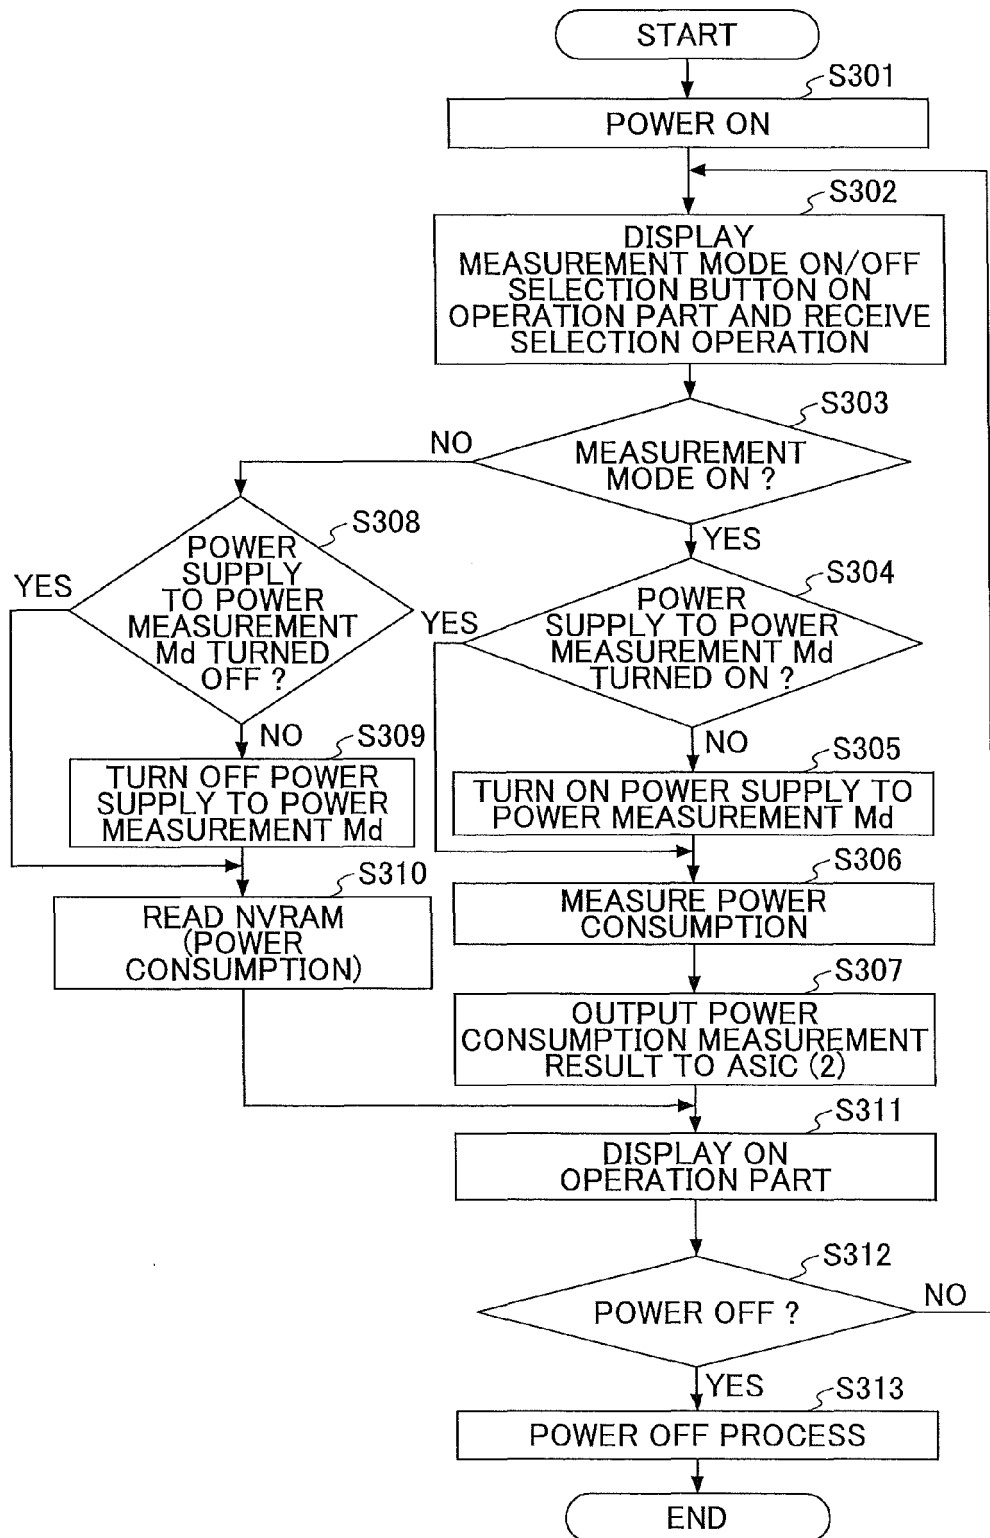 START
S301
POWER ON
S302
DISPLAY
MEASUREMENT MODE ON/OFF
SELECTION BUTTON ON
OPERATION PART AND RECEIVE
SELECTION OPERATION
S303
NO
MEASUREMENT
MODE ON ?
YES
S308
POWER
SUPPLY
TO POWER
MEASUREMENT
Md TURNED
OFF ?
YES
S304
POWER
SUPPLY TO POWER
MEASUREMENT Md
TURNED ON ?
YES
NO
S309
TURN OFF POWER
SUPPLY TO POWER
MEASUREMENT Md
NO
S305
TURN ON POWER SUPPLY TO
POWER MEASUREMENT Md
S310
READ NVRAM
(POWER
CONSUMPTION)
S306
MEASURE POWER
CONSUMPTION
S307
OUTPUT POWER
CONSUMPTION MEASUREMENT
RESULT TO ASIC (2)
S311
DISPLAY ON
OPERATION PART
S312
POWER OFF ?
NO
YES
S313
POWER OFF PROCESS
END